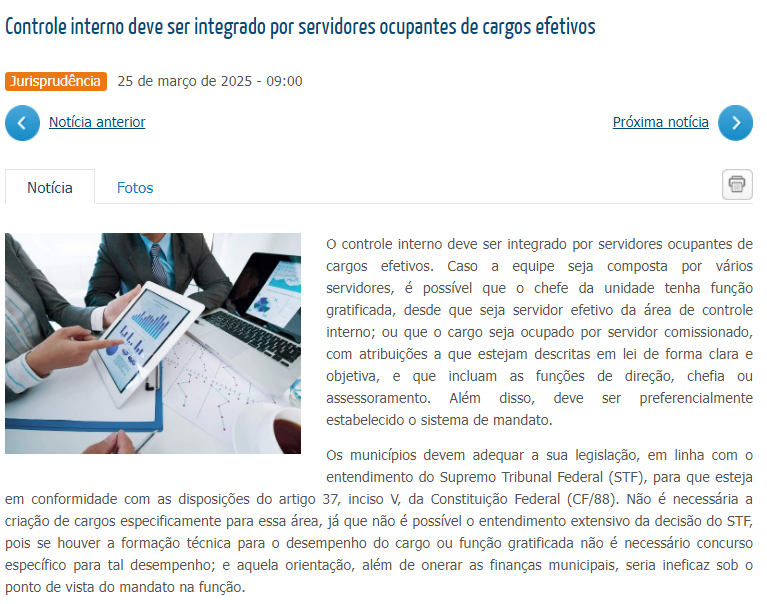 Controle interno deve ser integrado por servidores ocupantes de cargos efetivos
Jurisprudência 25 de março de 2025 - 09:00
Notícia anterior Próxima notícia
Notícia Fotos
O controle interno deve ser integrado por servidores ocupantes de
cargos efetivos. Caso a equipe seja composta por vários
servidores, é possível que o chefe da unidade tenha função
gratificada, desde que seja servidor efetivo da área de controle
interno; ou que o cargo seja ocupado por servidor comissionado,
com atribuições a que estejam descritas em lei de forma clara e
objetiva, e que incluam as funções de direção, chefia ou
assessoramento. Além disso, deve ser preferencialmente
estabelecido o sistema de mandato.
Os municípios devem adequar a sua legislação, em linha com o
entendimento do Supremo Tribunal Federal (STF), para que esteja
em conformidade com as disposições do artigo 37, inciso V, da Constituição Federal (CF/88). Não é necessária a
criação de cargos especificamente para essa área, já que não é possível o entendimento extensivo da decisão do STF,
pois se houver a formação técnica para o desempenho do cargo ou função gratificada não é necessário concurso
específico para tal desempenho; e aquela orientação, além de onerar as finanças municipais, seria ineficaz sob o
ponto de vista do mandato na função.